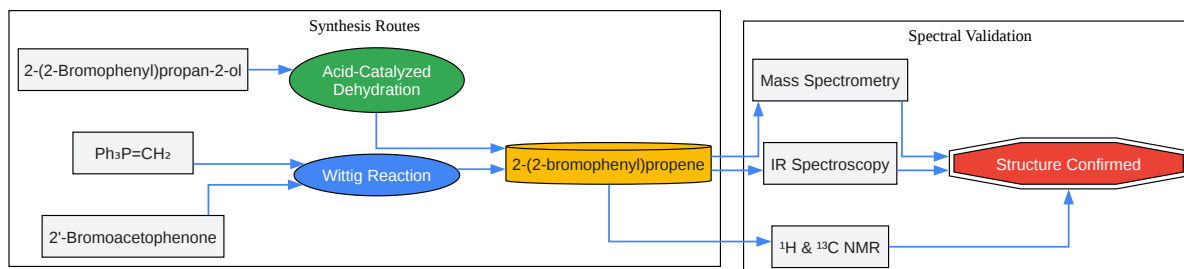 Synthesis Routes
2-(2-Bromophenyl)propan-2-ol
Acid-Catalyzed
Dehydration
Ph₃P=CH₂
Wittig Reaction
2'-Bromoacetophenone
2-(2-bromophenyl)propene
Spectral Validation
Mass Spectrometry
IR Spectroscopy
¹H & ¹³C NMR
Structure Confirmed